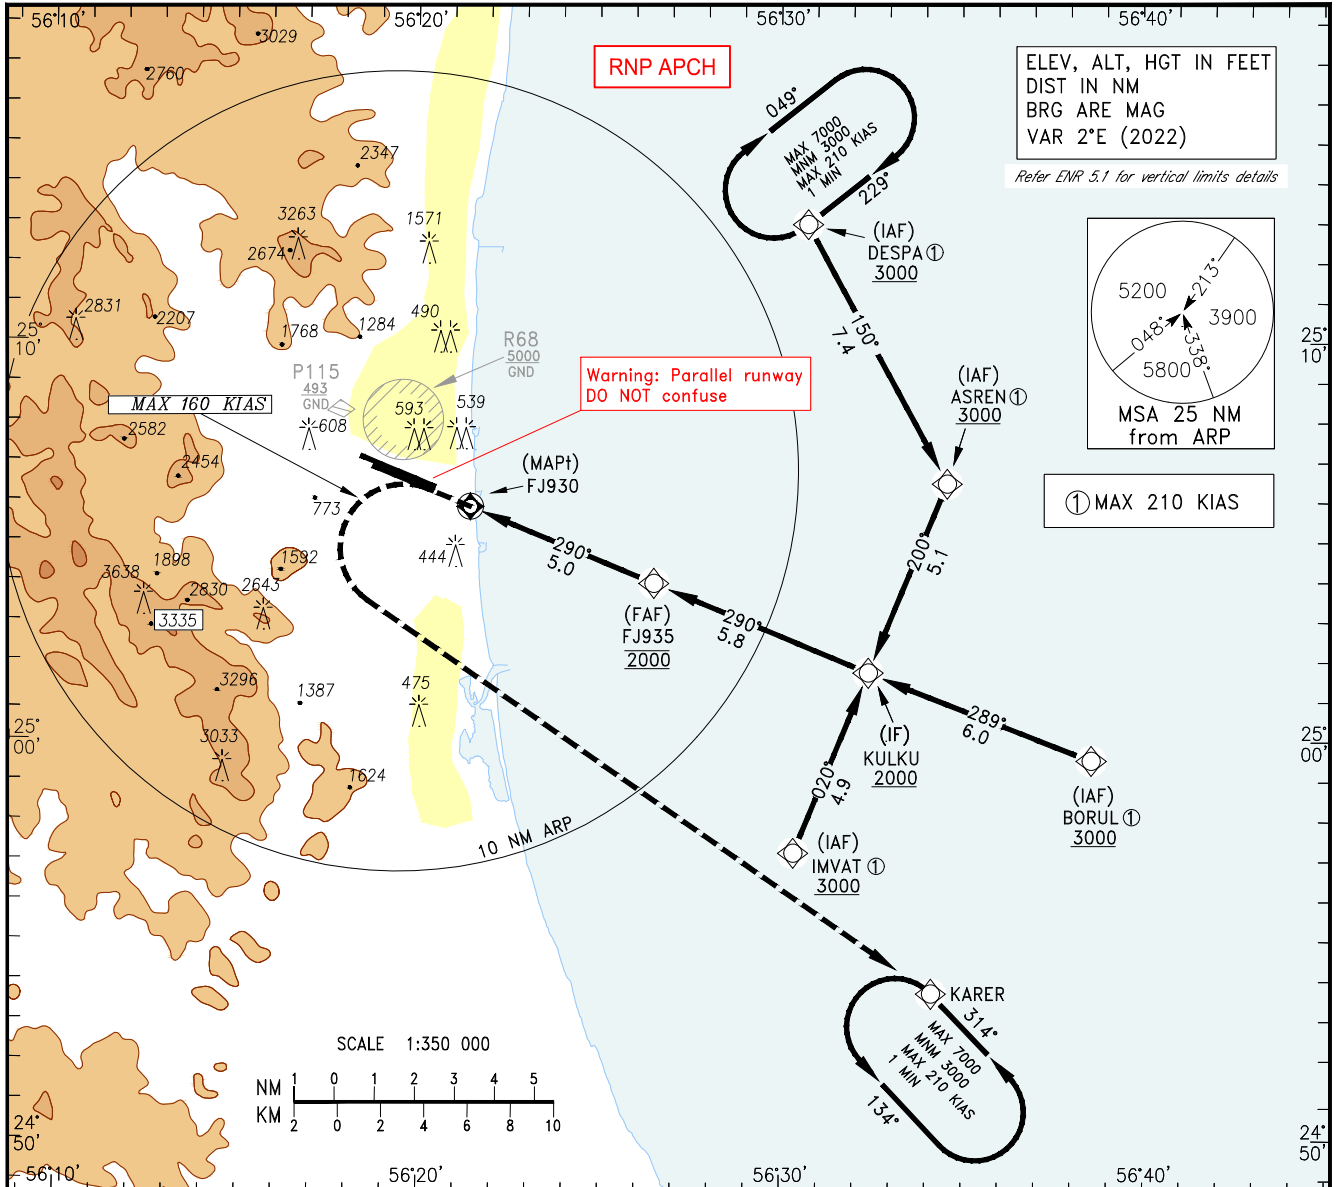 56°10'
56°20'
56°30'
56°40'
3029
2760
RNP APCH
ELEV, ALT, HGT IN FEET
DIST IN NM
BRG ARE MAG
VAR 2°E (2022)
Refer ENR 5.1 for vertical limits details
049°
MAX 7000
MNM 3000
MAX 210 KIAS
1 MIN
229°
2347
3263
1571
2674
(IAF)
DESPA①
3000
5200
213°
3900
048°
338°
5800
MSA 25 NM
from ARP
2831
2207
490
1768
1284
25°
10'
25°
10'
R68
5000
GND
P115
493
GND
150°
7.4
Warning: Parallel runway
DO NOT confuse
(IAF)
ASREN①
3000
MAX 160 KIAS
593
539
608
2582
2454
773
(MAPt)
FJ930
① MAX 210 KIAS
290°
5.0
200°
5.1
444
1898
1592
3638
2830
2643
3335
(FAF)
FJ935
2000
290°
5.8
3296
1387
475
3033
1624
25°
00'
25°
00'
289°
6.0
(IF)
KULKU
2000
020°
4.9
(IAF)
BORUL①
3000
(IAF)
IMVAT①
3000
10 NM ARP
KARER
314°
MAX 7000
MNM 3000
MAX 210 KIAS
1 MIN
134°
SCALE 1:350 000
NM 1 0 1 2 3 4 5
KM 2 0 2 4 6 8 10
24°
50'
24°
50'
56°10'
56°20'
56°30'
56°40'